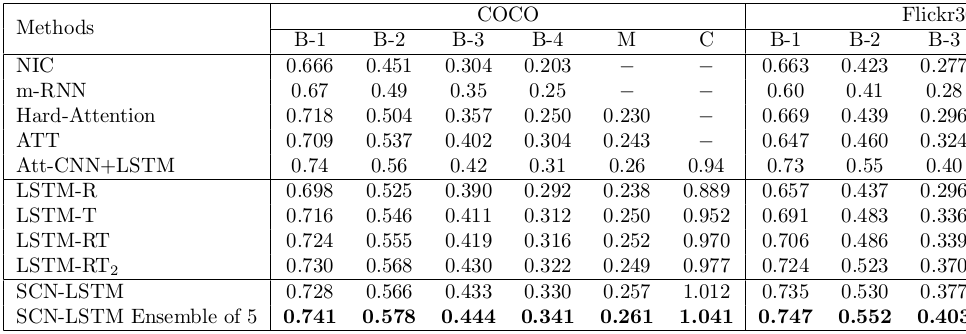 Methods COCO Flickr3
B-1 B-2 B-3 B-4 M C B-1 B-2 B-3
NIC 0.666 0.451 0.304 0.203 − − 0.663 0.423 0.277
m-RNN 0.67 0.49 0.35 0.25 − − 0.60 0.41 0.28
Hard-Attention 0.718 0.504 0.357 0.250 0.230 − 0.669 0.439 0.296
ATT 0.709 0.537 0.402 0.304 0.243 − 0.647 0.460 0.324
Att-CNN+LSTM 0.74 0.56 0.42 0.31 0.26 0.94 0.73 0.55 0.40
LSTM-R 0.698 0.525 0.390 0.292 0.238 0.889 0.657 0.437 0.296
LSTM-T 0.716 0.546 0.411 0.312 0.250 0.952 0.691 0.483 0.336
LSTM-RT 0.724 0.555 0.419 0.316 0.252 0.970 0.706 0.486 0.339
LSTM-RT₂ 0.730 0.568 0.430 0.322 0.249 0.977 0.724 0.523 0.370
SCN-LSTM 0.728 0.566 0.433 0.330 0.257 1.012 0.735 0.530 0.377
SCN-LSTM Ensemble of 5 0.741 0.578 0.444 0.341 0.261 1.041 0.747 0.552 0.403